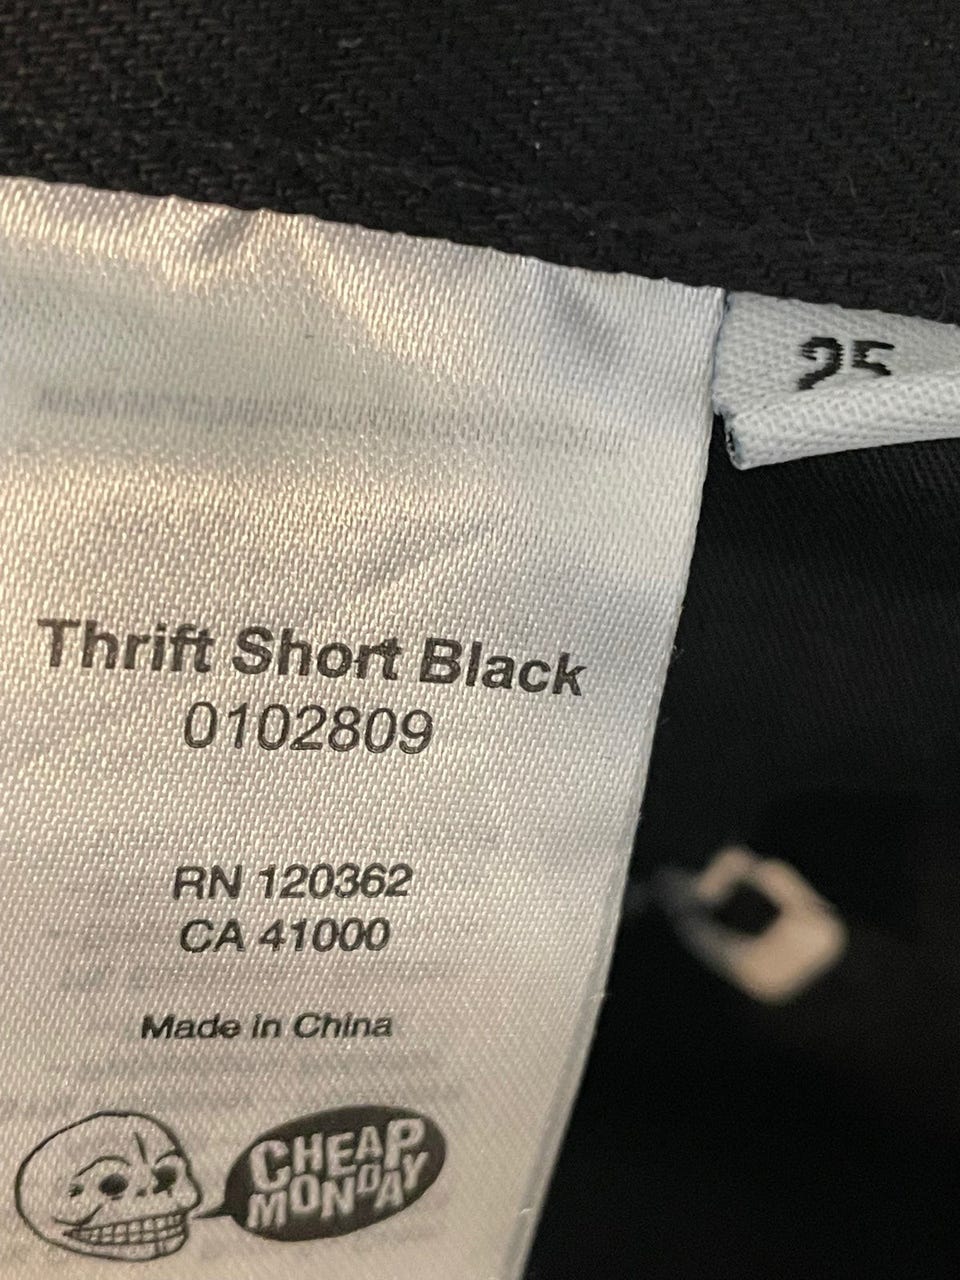 25
Thrift Short Black
0102809
RN 120362
CA 41000
Made in China
CHEAP
MONDAY